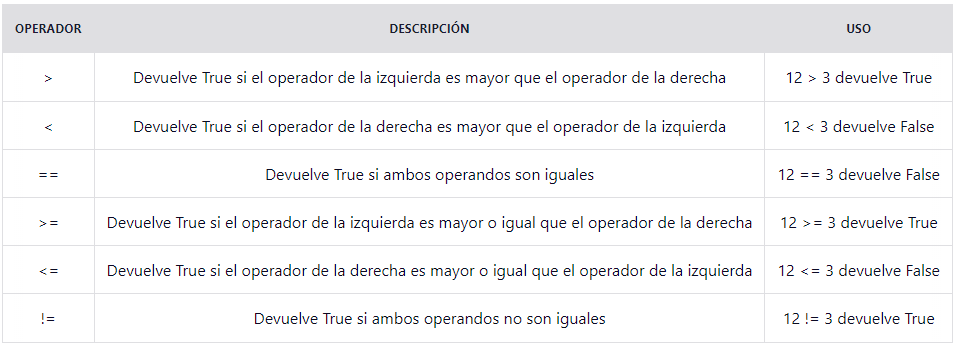 OPERADOR DESCRIPCIÓN USO
> Devuelve True si el operador de la izquierda es mayor que el operador de la derecha 12 > 3 devuelve True
< Devuelve True si el operador de la derecha es mayor que el operador de la izquierda 12 < 3 devuelve False
== Devuelve True si ambos operandos son iguales 12 == 3 devuelve False
>= Devuelve True si el operador de la izquierda es mayor o igual que el operador de la derecha 12 >= 3 devuelve True
<= Devuelve True si el operador de la derecha es mayor o igual que el operador de la izquierda 12 <= 3 devuelve False
!= Devuelve True si ambos operandos no son iguales 12 != 3 devuelve True